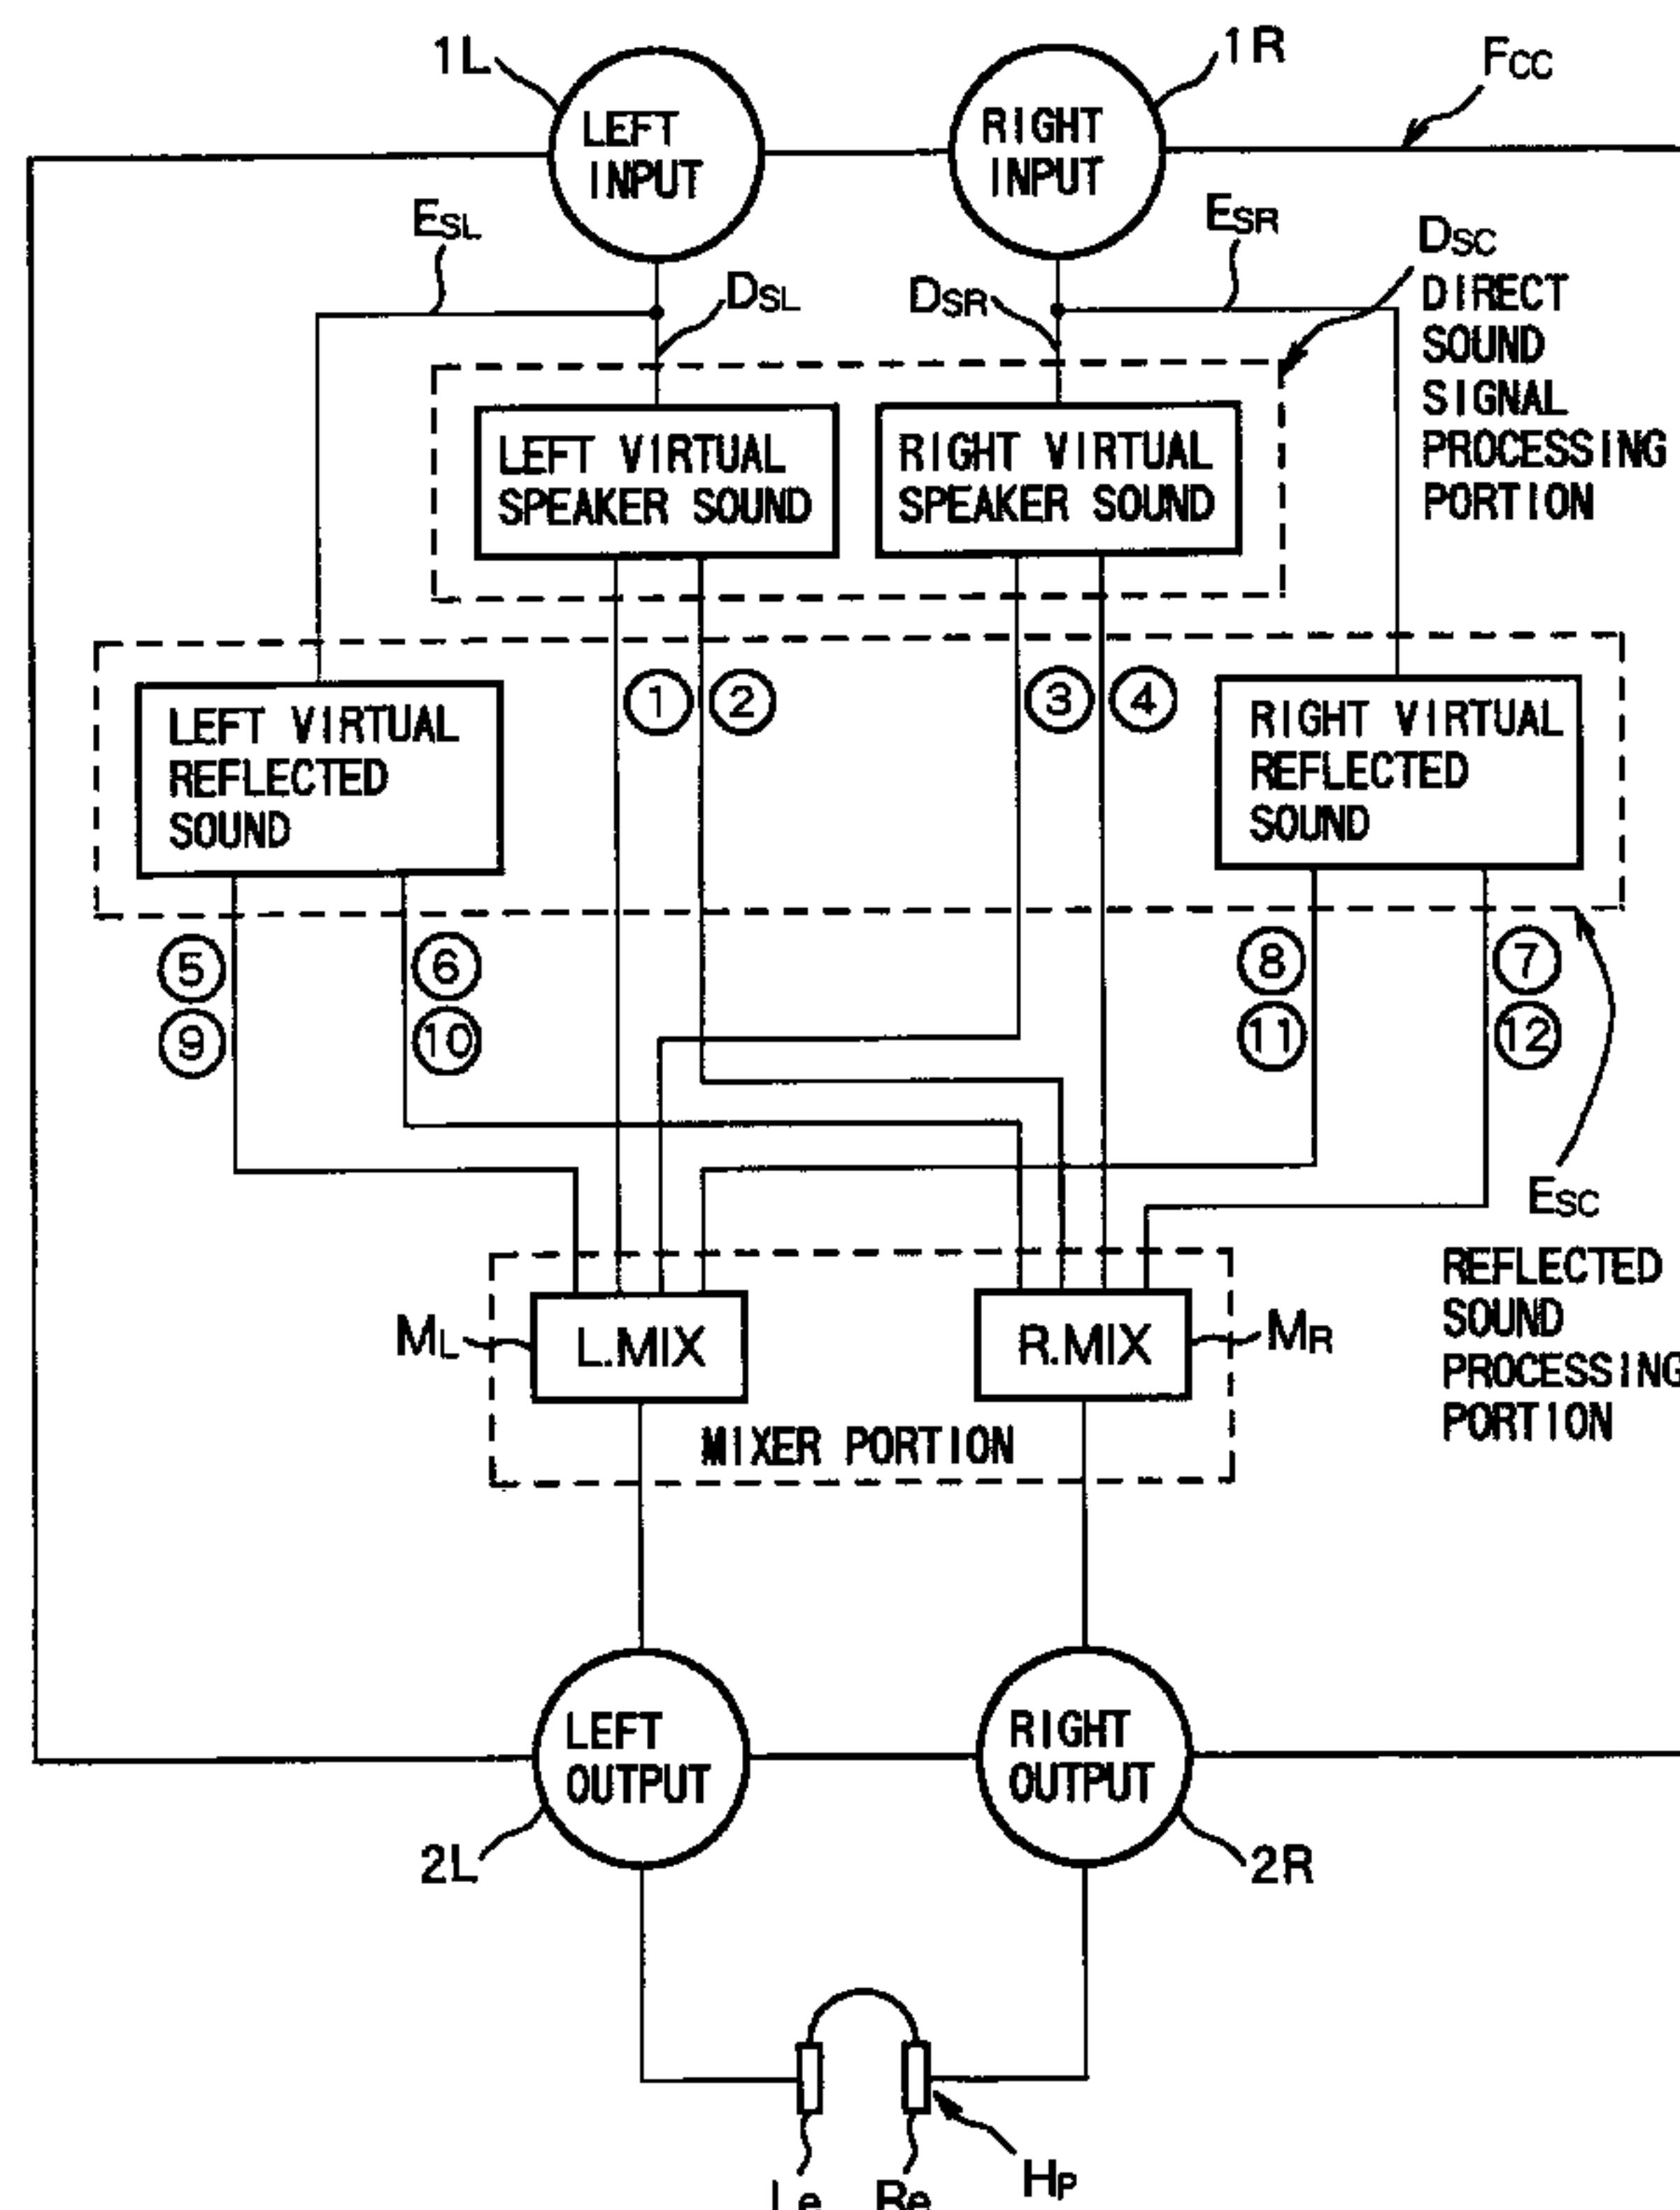 1L
LEFT
INPUT
RIGHT
INPUT
1R
FCC
ESL
DSL
DSR
ESR
DSC
DIRECT
SOUND
SIGNAL
PROCESSING
PORTION
LEFT VIRTUAL
SPEAKER SOUND
RIGHT VIRTUAL
SPEAKER SOUND
① ② ③ ④
LEFT VIRTUAL
REFLECTED
SOUND
RIGHT VIRTUAL
REFLECTED
SOUND
⑤ ⑥ ⑧ ⑦
⑨ ⑩ ⑪ ⑫
ESC
REFLECTED
SOUND
PROCESSING
PORTION
ML
L.MIX
R.MIX
MR
MIXER PORTION
LEFT
OUTPUT
RIGHT
OUTPUT
2L
2R
HP
Le
Re